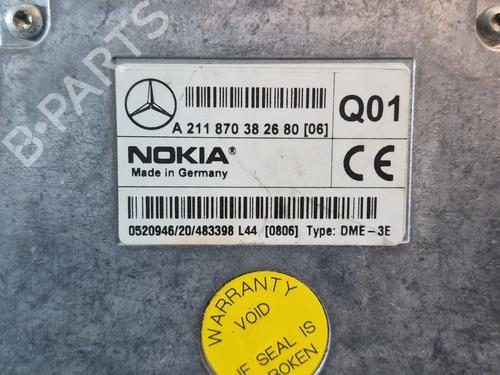 B-PARTS
A 211 870 38 26 80 [06]
Q01
NOKIA®
Made in Germany
CE
0520946/20/483398 L44 [0806] Type: DME-3E
WARRANTY
VOID
IF SEAL IS
BROKEN